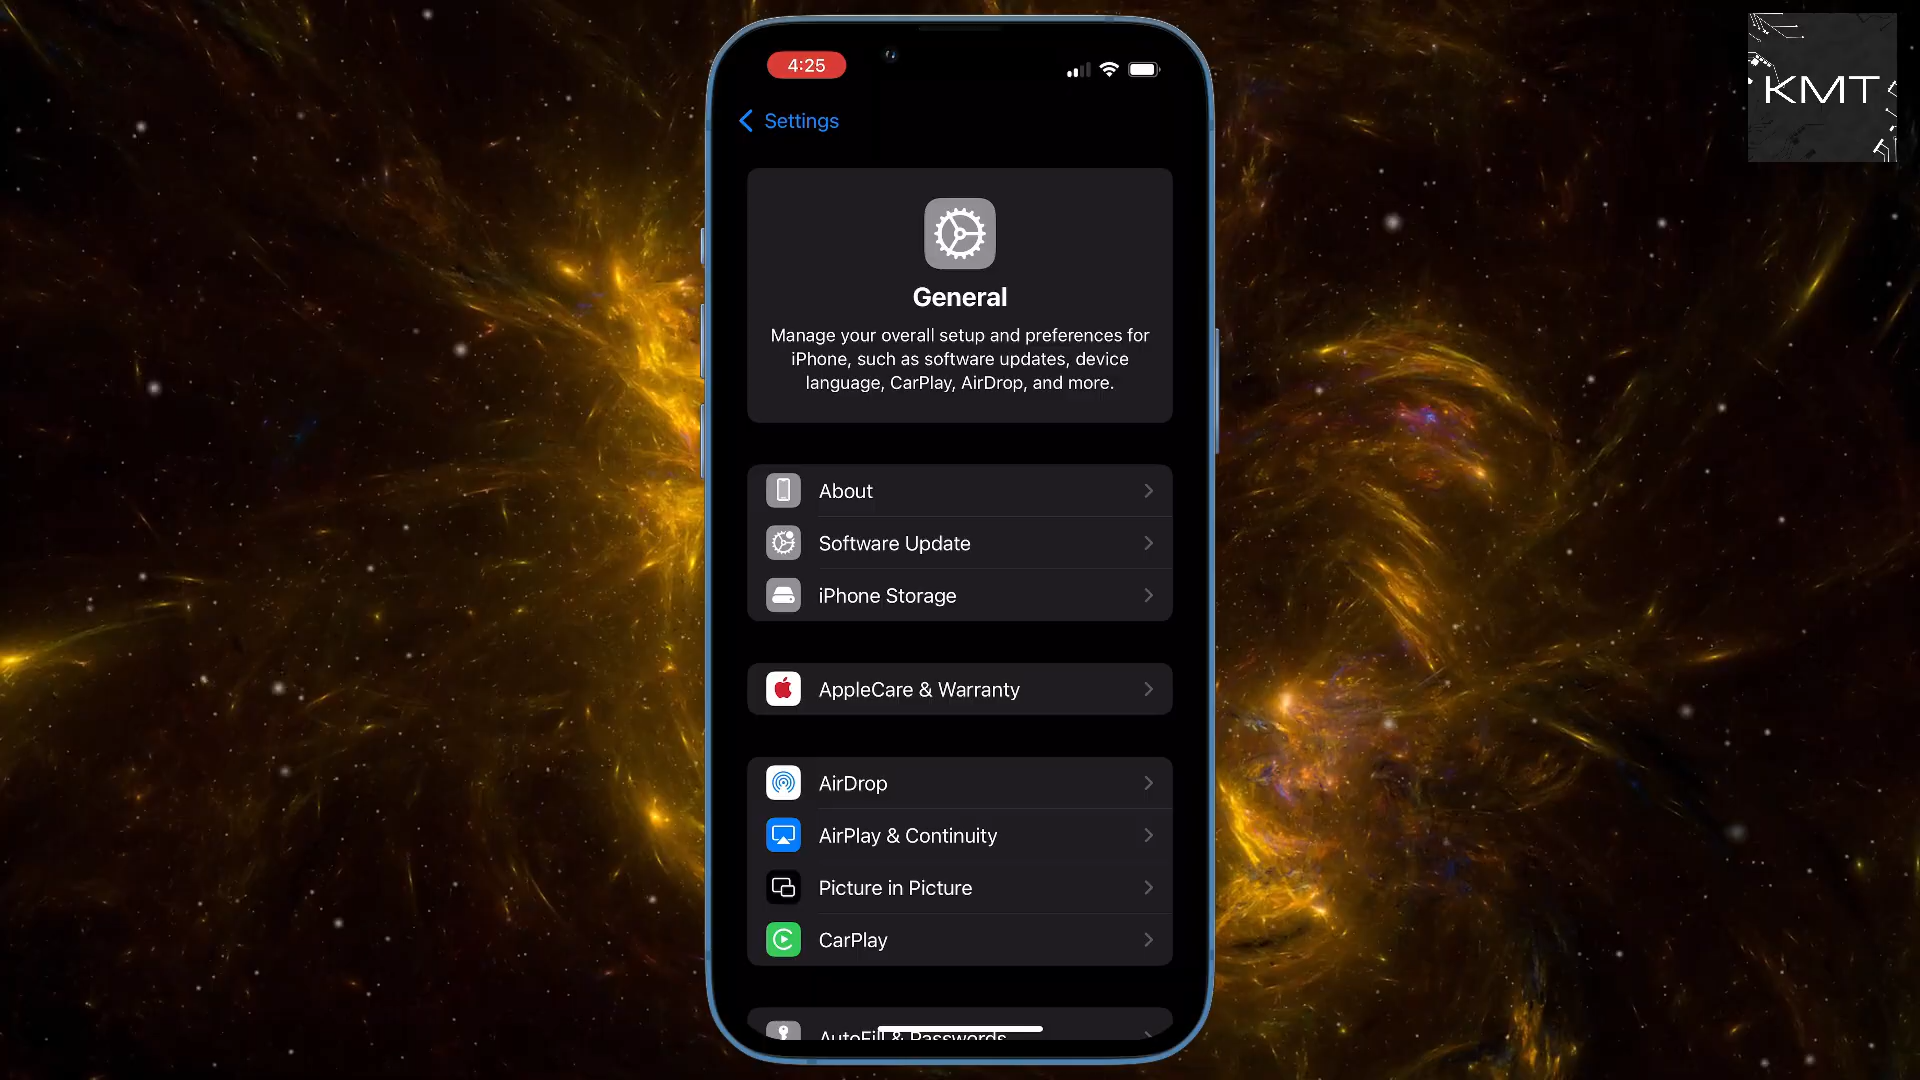 4:25
KMT
Settings
General
Manage your overall setup and preferences for
iPhone, such as software updates, device
language, CarPlay, AirDrop, and more.
About
Software Update
iPhone Storage
AppleCare & Warranty
AirDrop
AirPlay & Continuity
Picture in Picture
CarPlay
AutoFill & Passwords